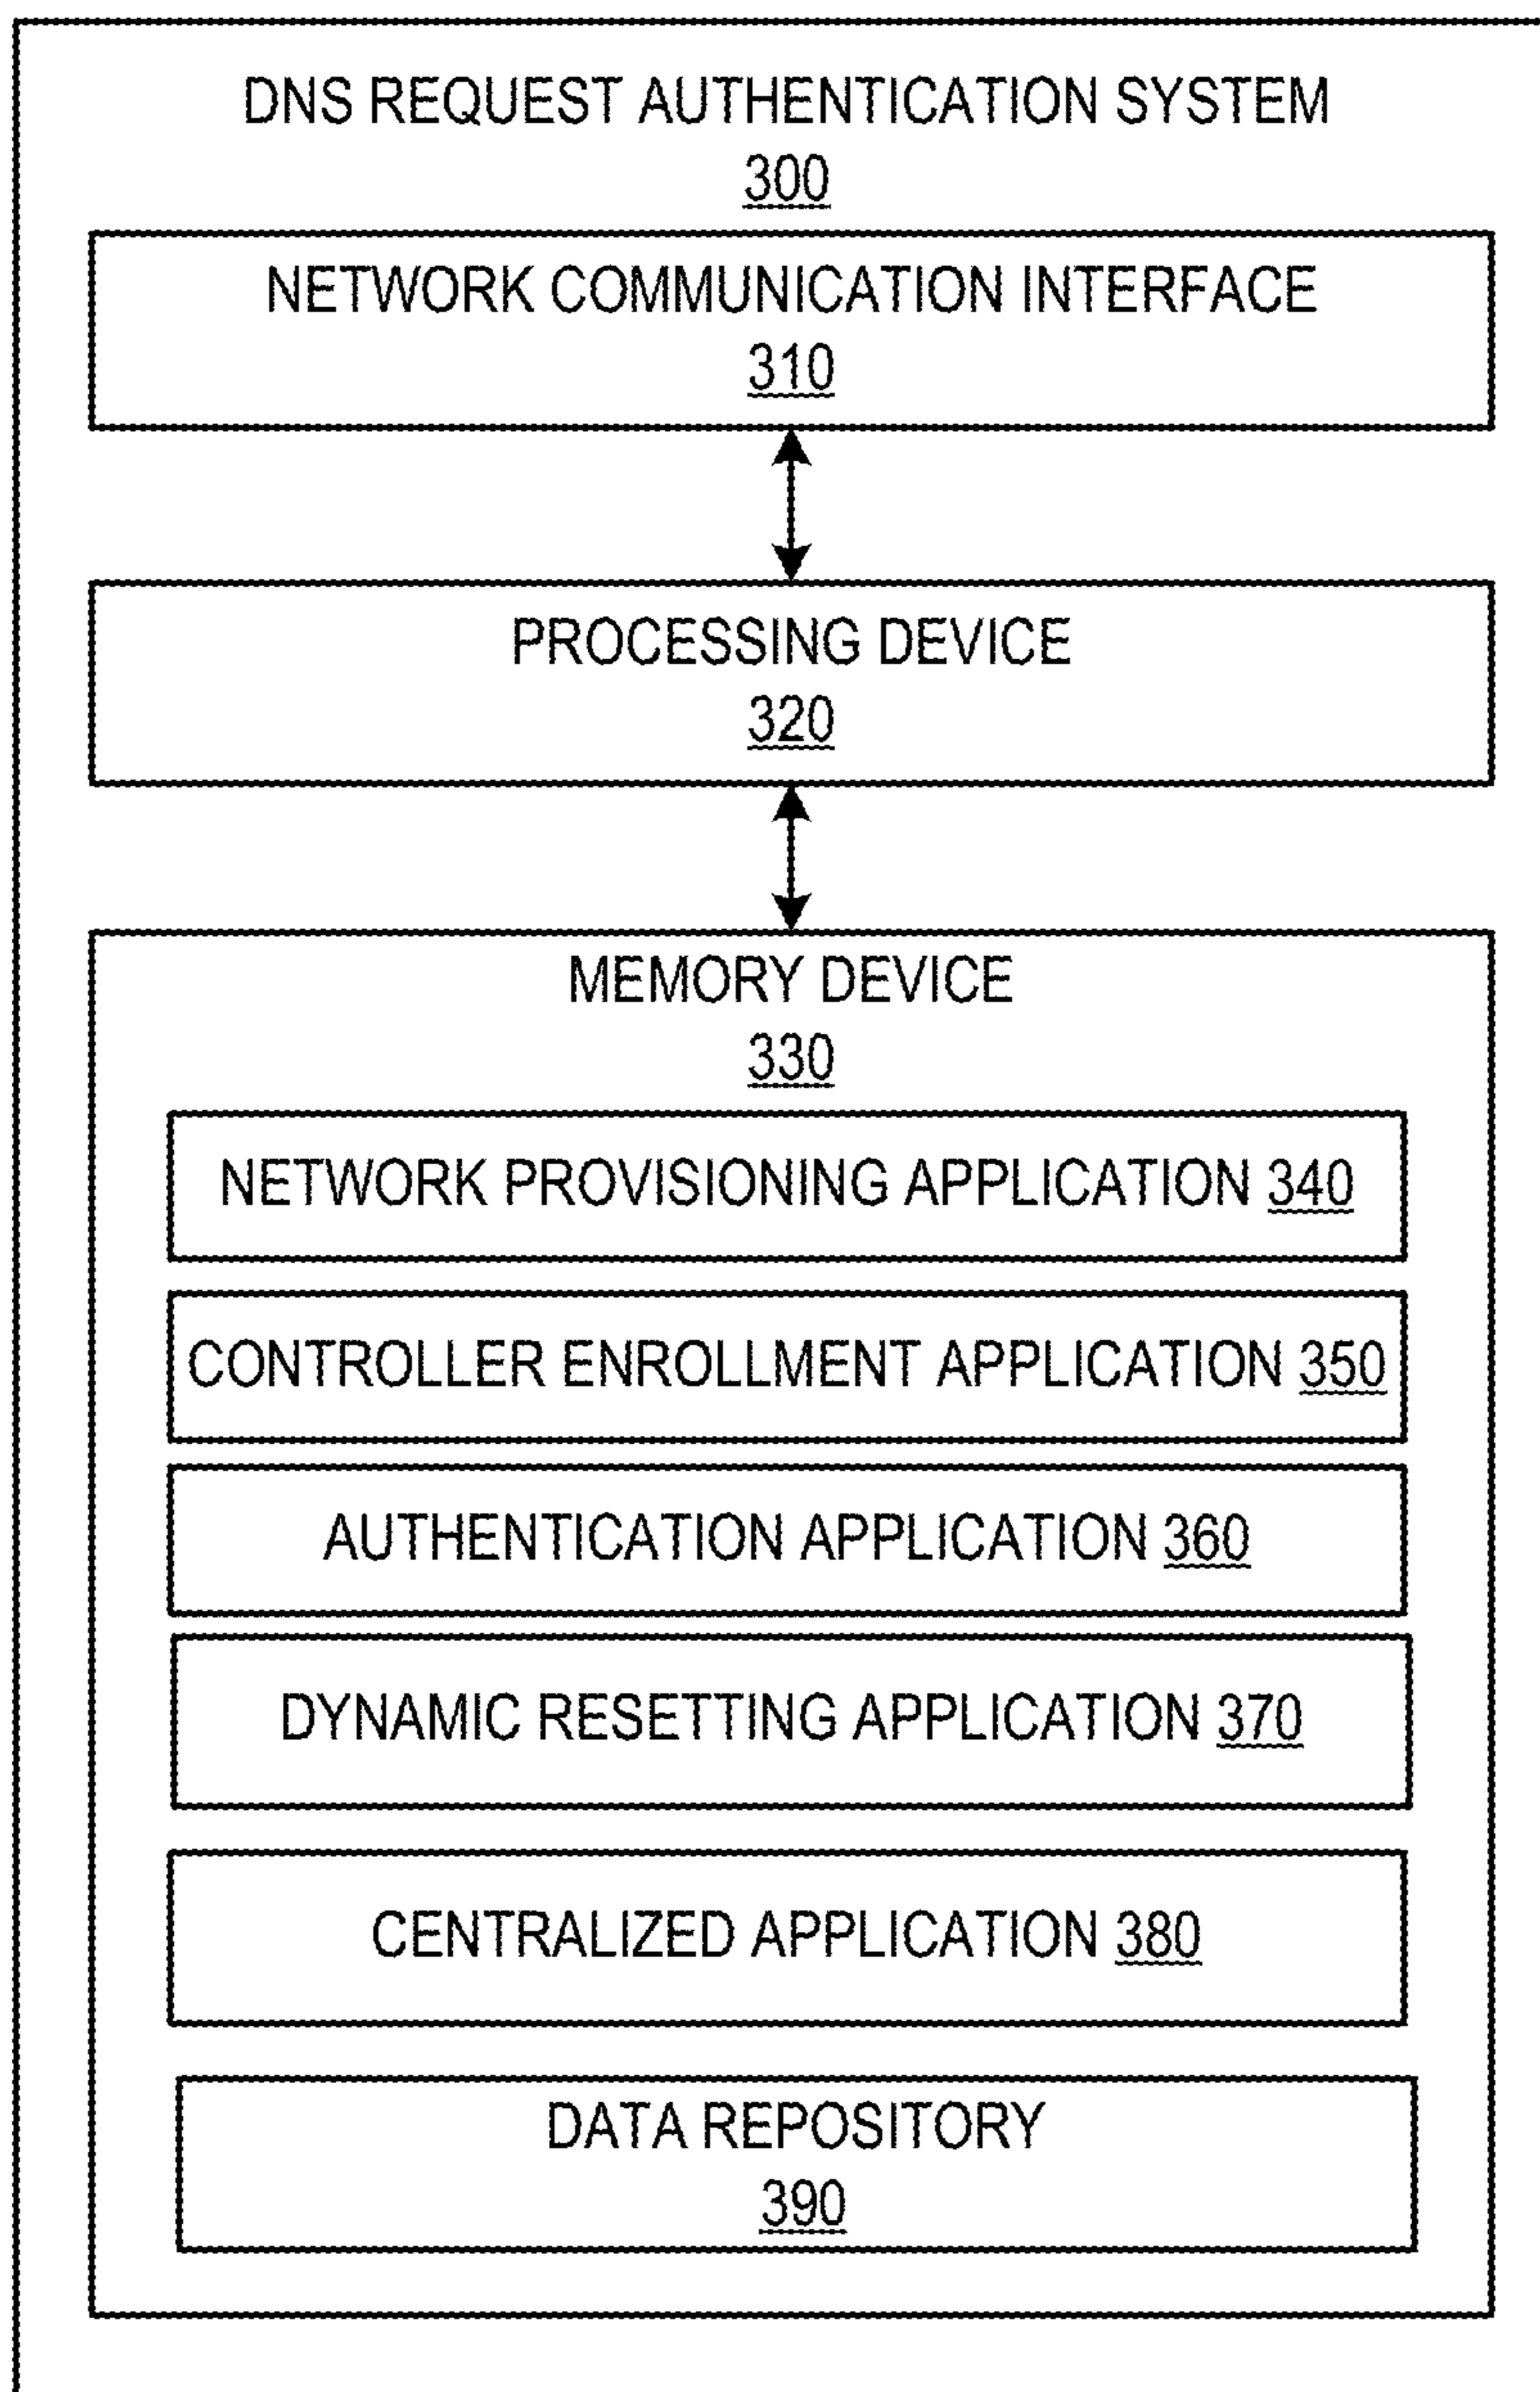 DNS REQUEST AUTHENTICATION SYSTEM
300
NETWORK COMMUNICATION INTERFACE
310
PROCESSING DEVICE
320
MEMORY DEVICE
330
NETWORK PROVISIONING APPLICATION 340
CONTROLLER ENROLLMENT APPLICATION 350
AUTHENTICATION APPLICATION 360
DYNAMIC RESETTING APPLICATION 370
CENTRALIZED APPLICATION 380
DATA REPOSITORY
390